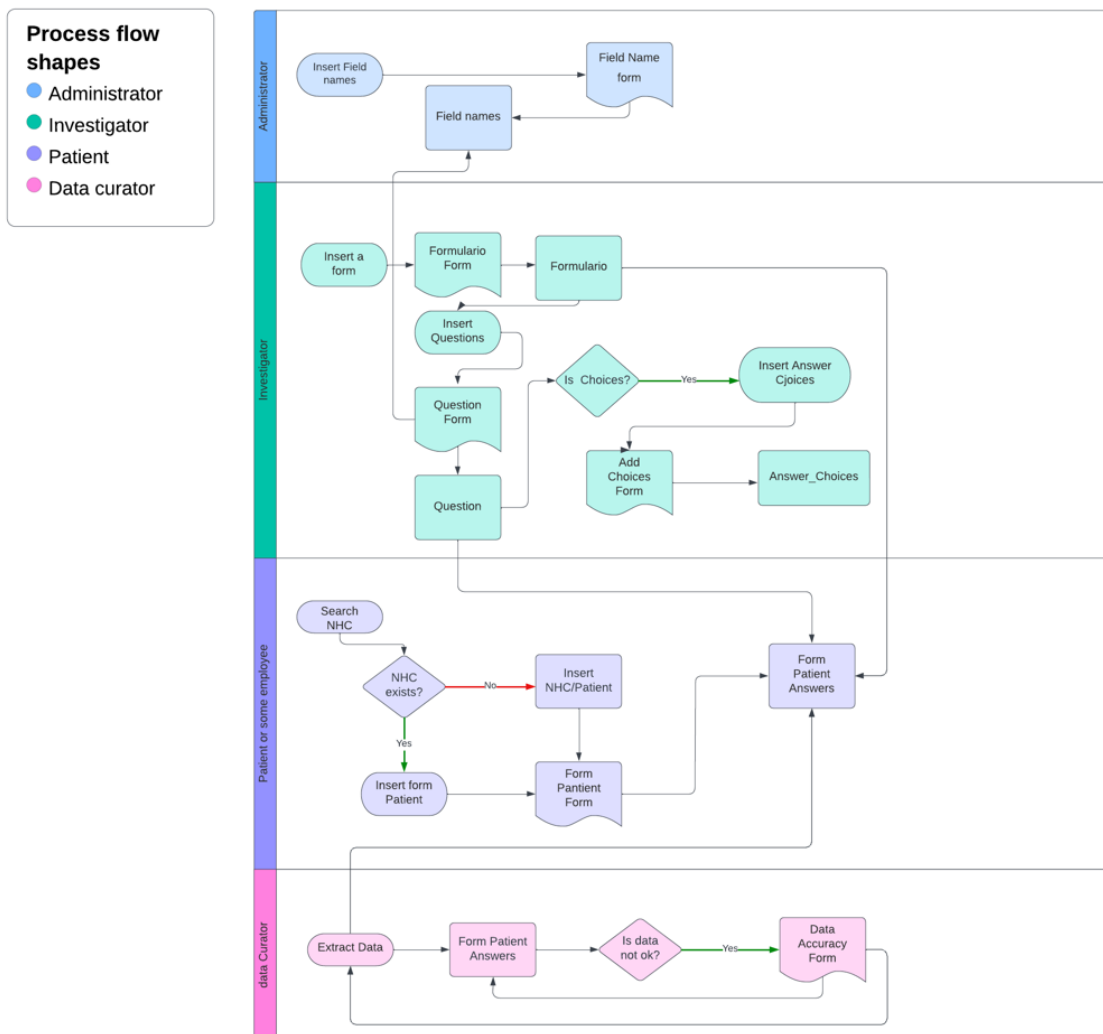 Process flow
shapes
Administrator
Investigator
Patient
Data curator
Administrator
Insert Field
names
Field Name
form
Field names
Investigator
Insert a
form
Formulario
Form
Formulario
Insert
Questions
Is Choices?
Yes
Insert Answer
Cjoices
Question
Form
Add
Choices
Form
Answer_Choices
Question
Patient or some employee
Search
NHC
NHC
exists?
No
Insert
NHC/Patient
Form
Patient
Answers
Yes
Insert form
Patient
Form
Pantient
Form
data Curator
Extract Data
Form Patient
Answers
Is data
not ok?
Yes
Data
Accuracy
Form